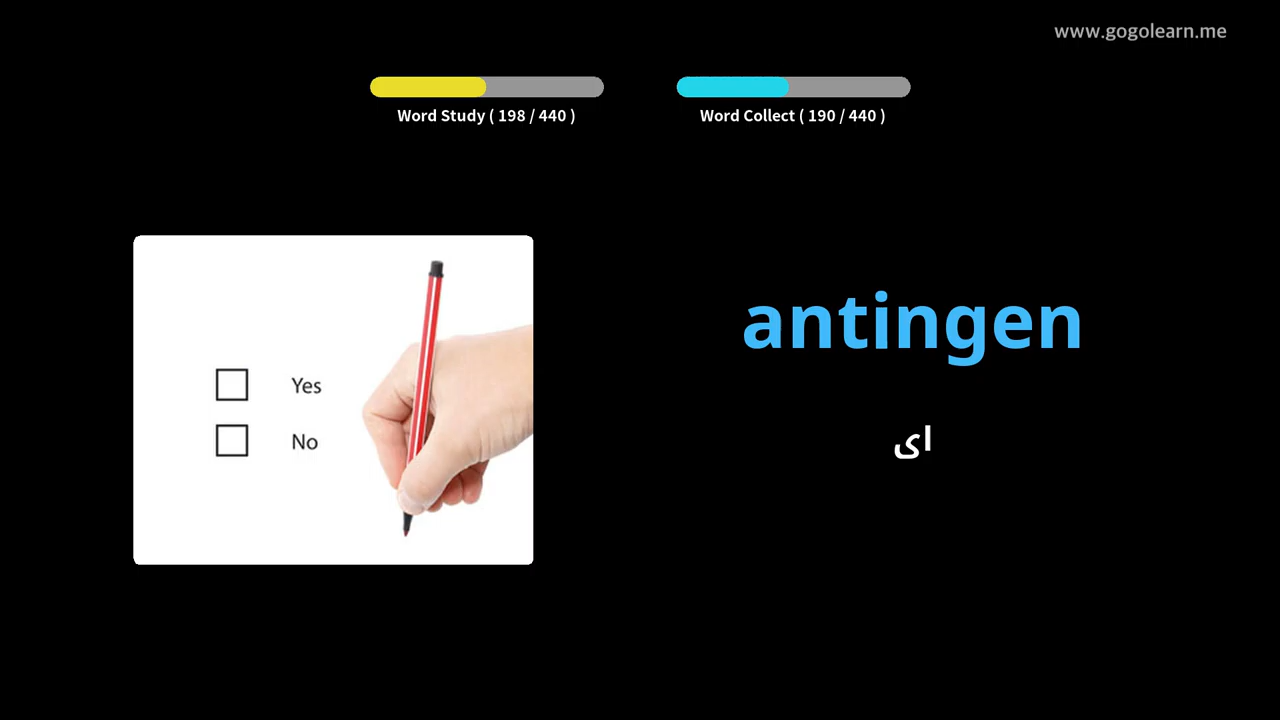 www.gogolearn.me
Word Study ( 198 / 440 )
Word Collect ( 190 / 440 )
Yes
No
antingen
ای